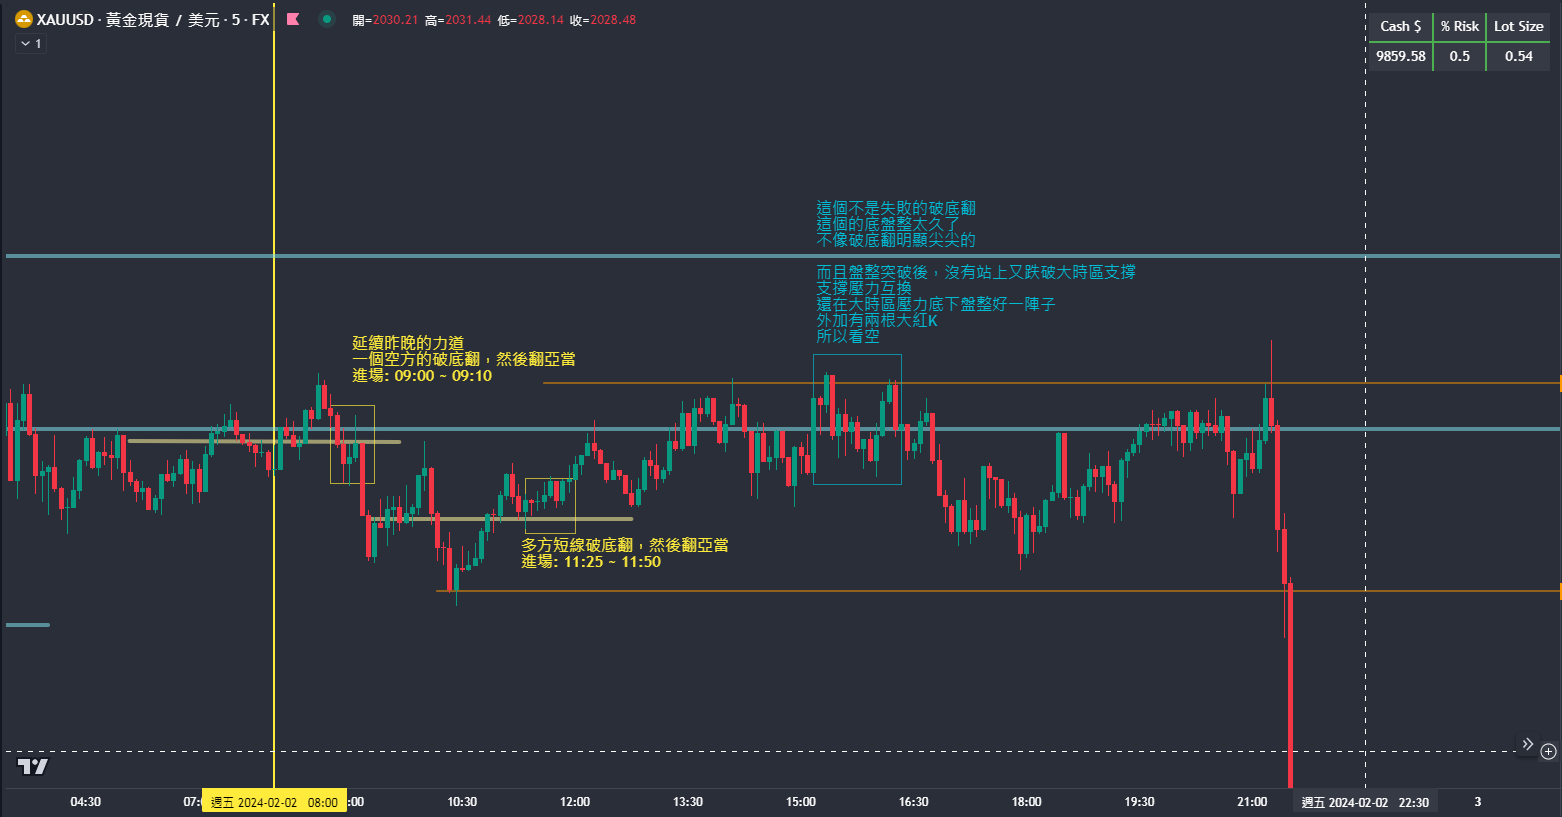 XAUUSD · 黃金現貨 / 美元 · 5 · FX 開=2030.21 高=2031.44 低=2028.14 收=2028.48
1
Cash $ % Risk Lot Size
9859.58 0.5 0.54
這個不是失敗的破底翻
這個的底盤整太久了
不像破底翻明顯尖尖的
而且盤整突破後，沒有站上又跌破大時區支撐
支撐壓力互換
還在大時區壓力底下盤整好一陣子
外加有兩根大紅K
所以看空
延續昨晚的力道
一個空方的破底翻，然後翻亞當
進場: 09:00 ~ 09:10
多方短線破底翻，然後翻亞當
進場: 11:25 ~ 11:50
04:30 07:0 週五 2024-02-02 08:00 :00 10:30 12:00 13:30 15:00 16:30 18:00 19:30 21:00 週五 2024-02-02 22:30 3